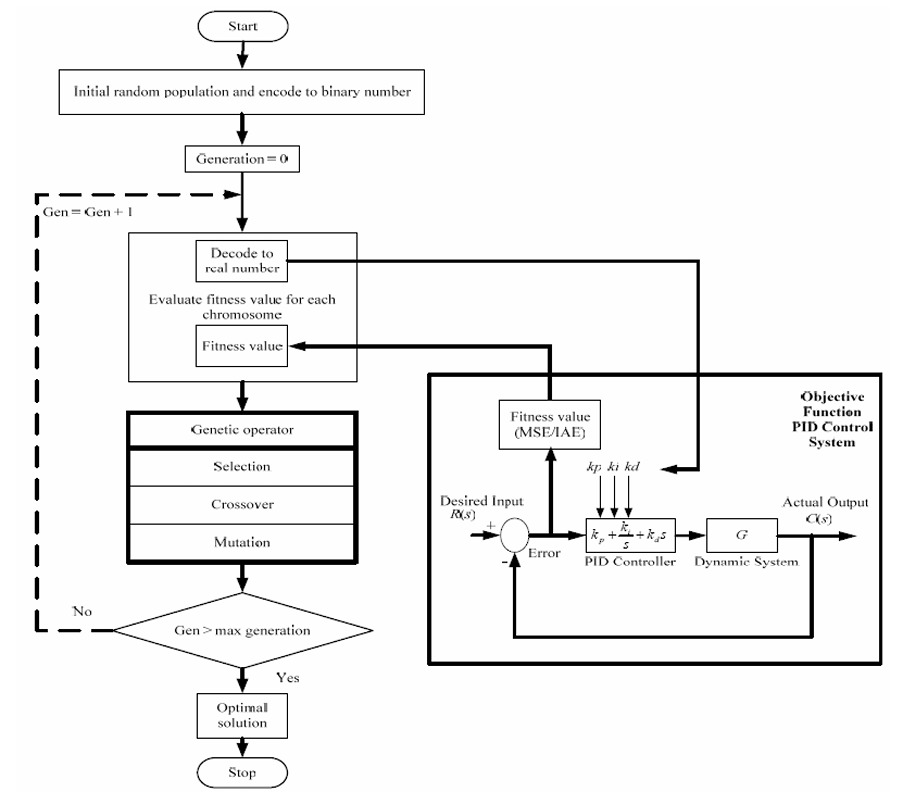 Start
Initial random population and encode to binary number
Generation = 0
Gen = Gen + 1
Decode to
real number
Evaluate fitness value for each
chromosome
Fitness value
Genetic operator
Selection
Crossover
Mutation
No
Gen > max generation
Yes
Optimal
solution
Stop
Objective
Function
PID Control
System
Fitness value
(MSE/IAE)
kp ki kd
Desired Input
R(s)
+
-
Error
k_p + k_i/s + k_d s
PID Controller
G
Dynamic System
Actual Output
C(s)